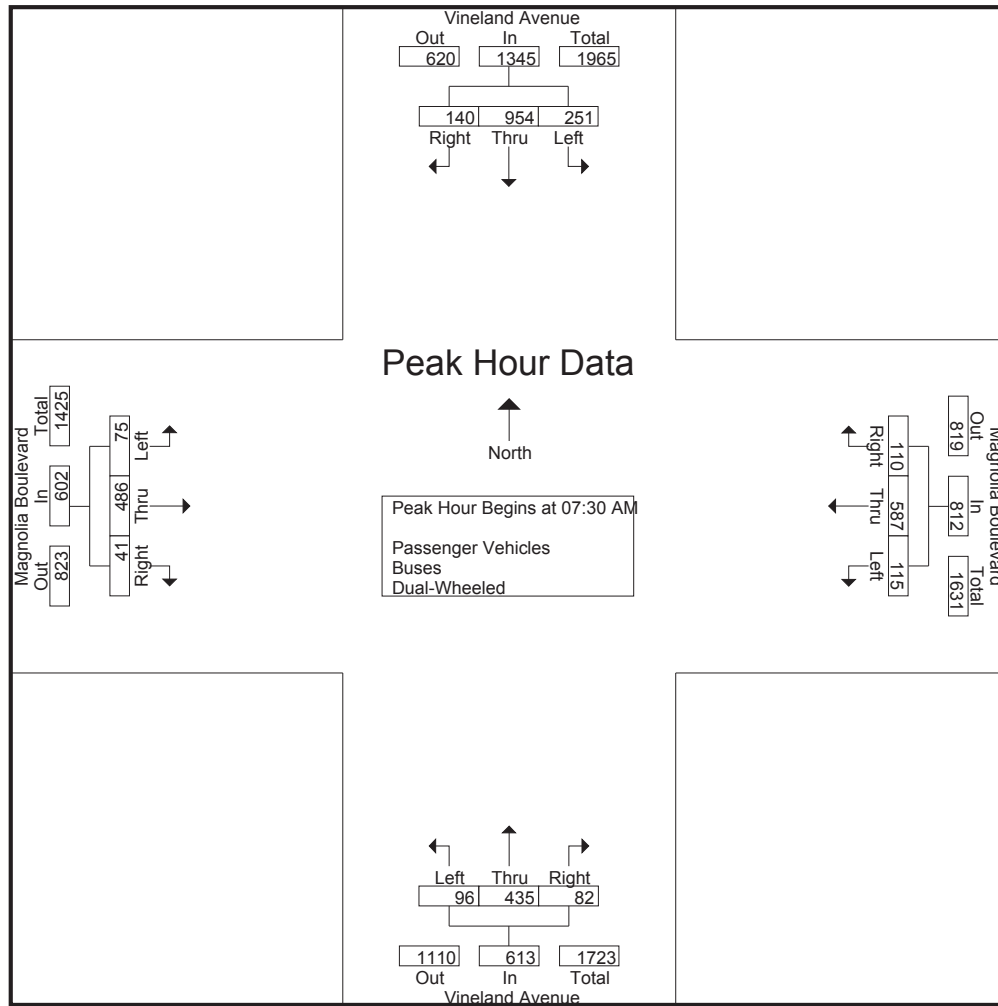 Vineland Avenue
Out In Total
620 1345 1965
140 954 251
Right Thru Left
Peak Hour Data
North
Peak Hour Begins at 07:30 AM
Passenger Vehicles
Buses
Dual-Wheeled
Magnolia Boulevard
Out In Total
823 602 1425
41 486 75
Right Thru Left
Magnolia Boulevard
Out In Total
819 812 1631
110 587 115
Right Thru Left
Left Thru Right
96 435 82
1110 613 1723
Out In Total
Vineland Avenue